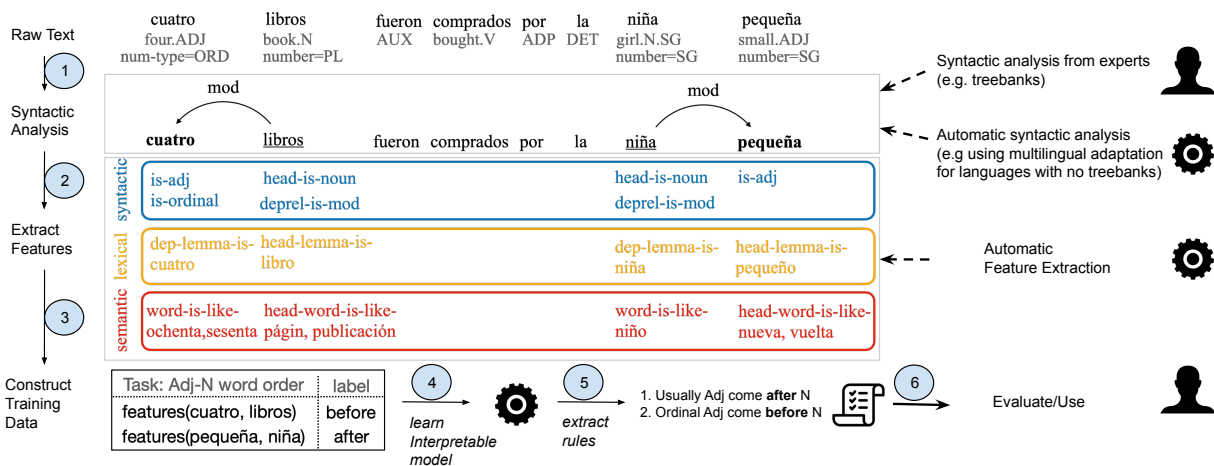 Raw Text
cuatro libros fueron comprados por la niña pequeña
four.ADJ book.N AUX bought.V ADP DET girl.N.SG small.ADJ
num-type=ORD number=PL number=SG number=SG
1
Syntactic
Analysis
mod mod
cuatro libros fueron comprados por la niña pequeña
Syntactic analysis from experts
(e.g. treebanks)
Automatic syntactic analysis
(e.g using multilingual adaptation
for languages with no treebanks)
2
syntactic
is-adj head-is-noun head-is-noun is-adj
is-ordinal deprel-is-mod deprel-is-mod
Extract
Features
lexical
dep-lemma-is- head-lemma-is- dep-lemma-is- head-lemma-is-
cuatro libro niña pequeño
Automatic
Feature Extraction
3
semantic
word-is-like- head-word-is-like- word-is-like- head-word-is-like-
ochenta,sesenta págin, publicación niño nueva, vuelta
Construct
Training
Data
Task: Adj-N word order label
features(cuatro, libros) before
features(pequeña, niña) after
4
learn
Interpretable
model
5
extract
rules
1. Usually Adj come after N
2. Ordinal Adj come before N
6
Evaluate/Use